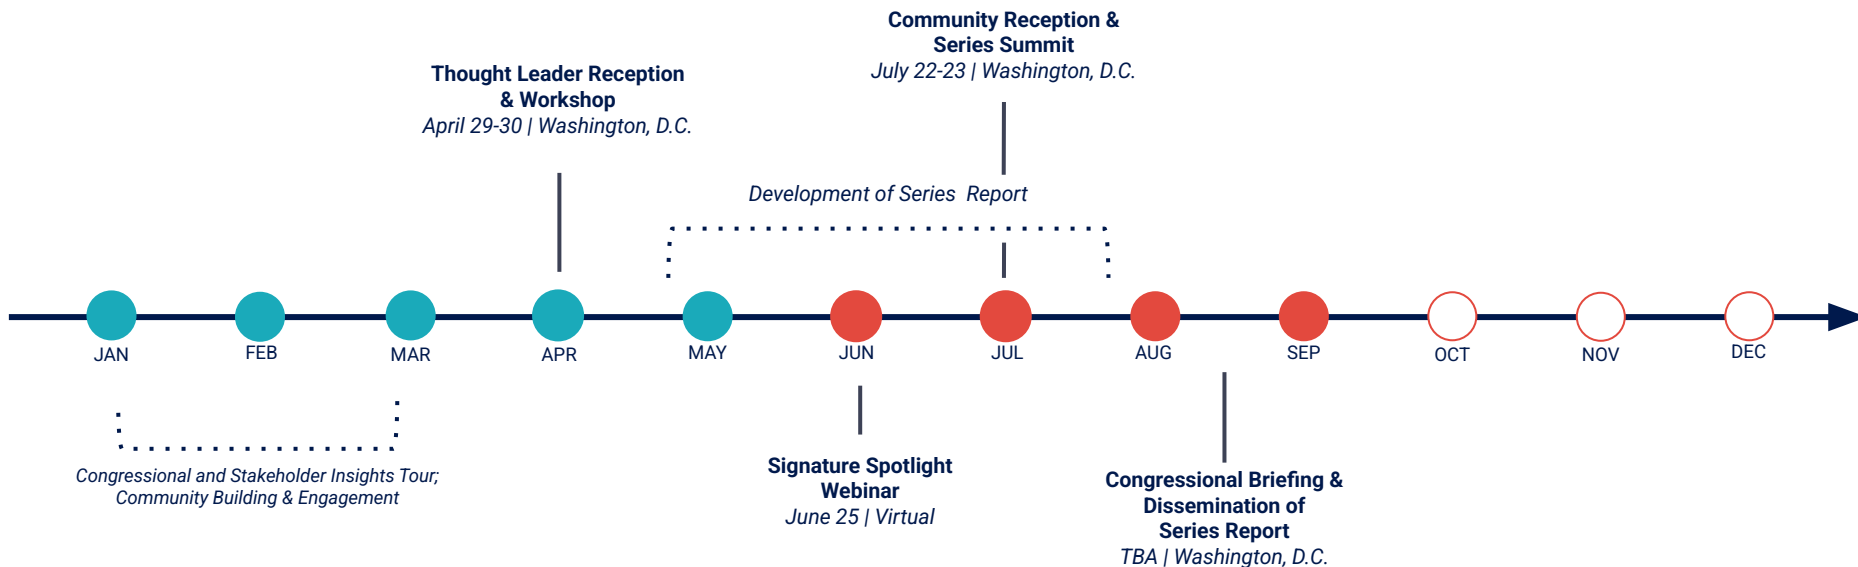 Community Reception &
Series Summit
July 22-23 | Washington, D.C.
Thought Leader Reception
& Workshop
April 29-30 | Washington, D.C.
Development of Series Report
JAN
FEB
MAR
APR
MAY
JUN
JUL
AUG
SEP
OCT
NOV
DEC
Congressional and Stakeholder Insights Tour;
Community Building & Engagement
Signature Spotlight
Webinar
June 25 | Virtual
Congressional Briefing &
Dissemination of
Series Report
TBA | Washington, D.C.